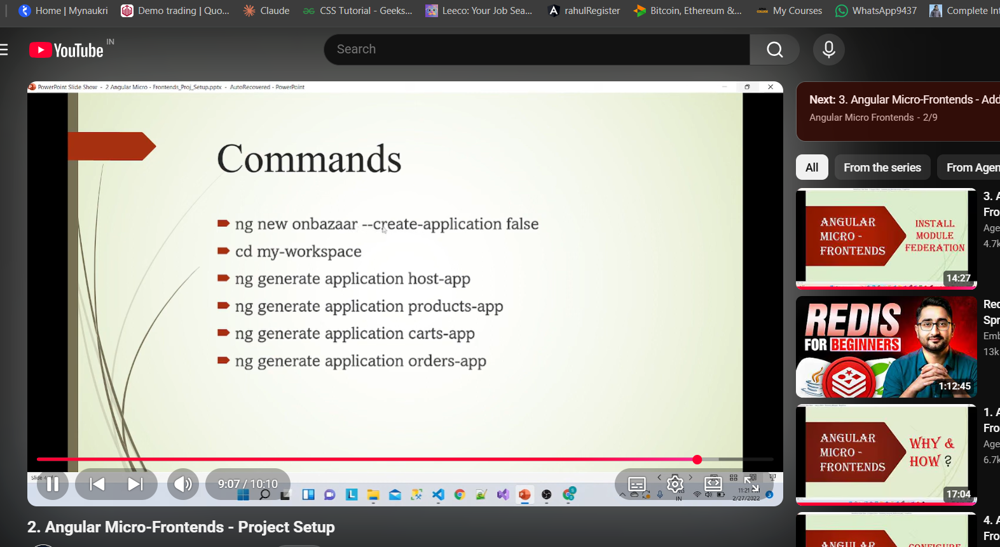 Home | Mynaukri
Demo trading | Quo...
Claude
CSS Tutorial - Geeks...
Leeco: Your Job Sea...
rahulRegister
Bitcoin, Ethereum &...
My Courses
WhatsApp9437
Complete Int
YouTube IN
Search
PowerPoint Slide Show - 2 Angular Micro - Frontends_Proj_Setup.pptx - AutoRecovered - PowerPoint
Commands
ng new onbazaar --create-application false
cd my-workspace
ng generate application host-app
ng generate application products-app
ng generate application carts-app
ng generate application orders-app
Slide
9:07 / 10:10
11:21
IN
2/27/2022
3
2. Angular Micro-Frontends - Project Setup
Next: 3. Angular Micro-Frontends - Add
Angular Micro Frontends - 2/9
All
From the series
From Agen
ANGULAR
MICRO -
FRONTENDS
INSTALL
MODULE
FEDERATION
14:27
3. A
Fro
Age
4.7k
REDIS
FOR BEGINNERS
1:12:45
Red
Spr
Emb
13k
ANGULAR
MICRO -
FRONTENDS
WHY &
HOW ?
17:04
1. A
Fro
Age
6.7k
ANGULAR
CONFIGURE
4. A
Fro